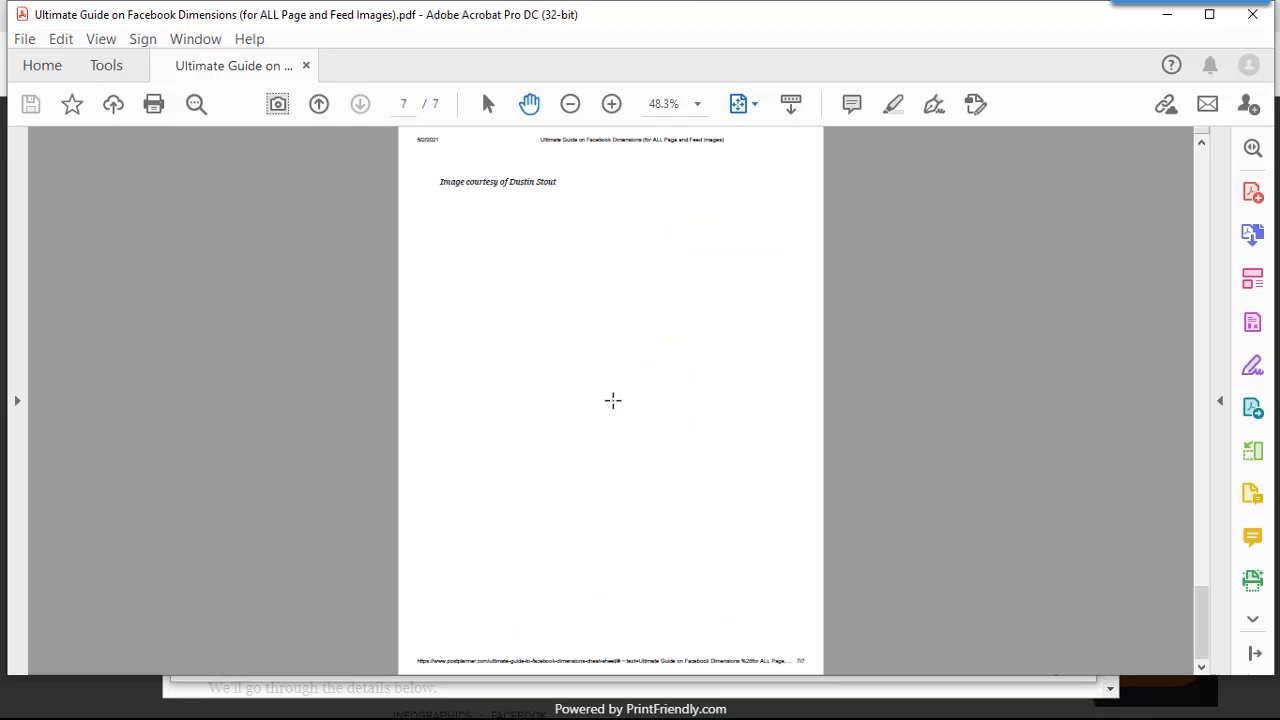 Ultimate Guide on Facebook Dimensions (for ALL Page and Feed Images).pdf - Adobe Acrobat Pro DC (32-bit)
File Edit View Sign Window Help
Home Tools Ultimate Guide on ... ×
7 / 7 48.3%
5/2/2021 Ultimate Guide on Facebook Dimensions (for ALL Page and Feed Images)
Image courtesy of Dustin Stout
https://www.postplanner.com/ultimate-guide-to-facebook-dimensions-cheat-sheet/#:~:text=Ultimate Guide on Facebook Dimensions %28for ALL Page,... 7/7
We'll go through the details below.
INFOGRAPHICS · FACEBOOK
Powered by PrintFriendly.com